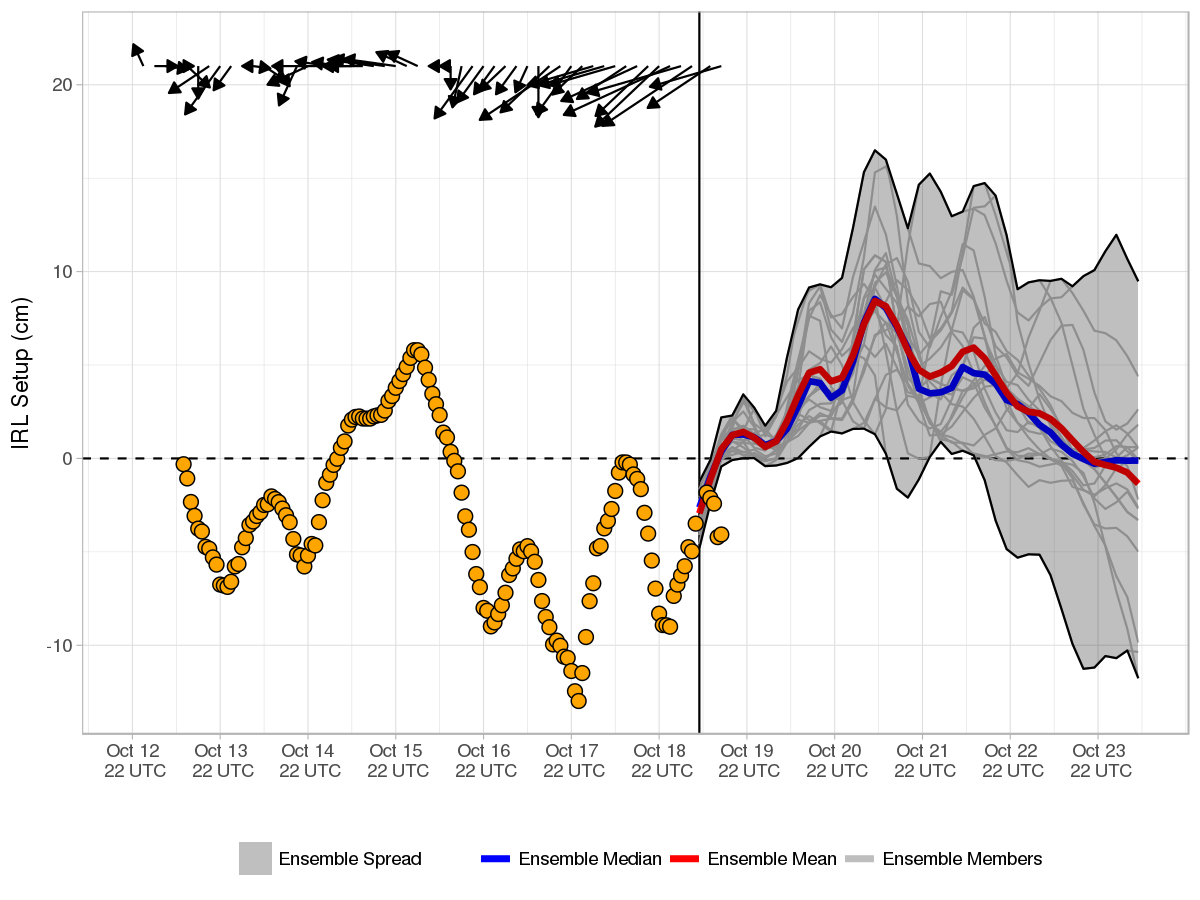 IRL Setup (cm)
20
10
0
-10
Oct 12 Oct 13 Oct 14 Oct 15 Oct 16 Oct 17 Oct 18 Oct 19 Oct 20 Oct 21 Oct 22 Oct 23
22 UTC 22 UTC 22 UTC 22 UTC 22 UTC 22 UTC 22 UTC 22 UTC 22 UTC 22 UTC 22 UTC 22 UTC
Ensemble Spread Ensemble Median Ensemble Mean Ensemble Members